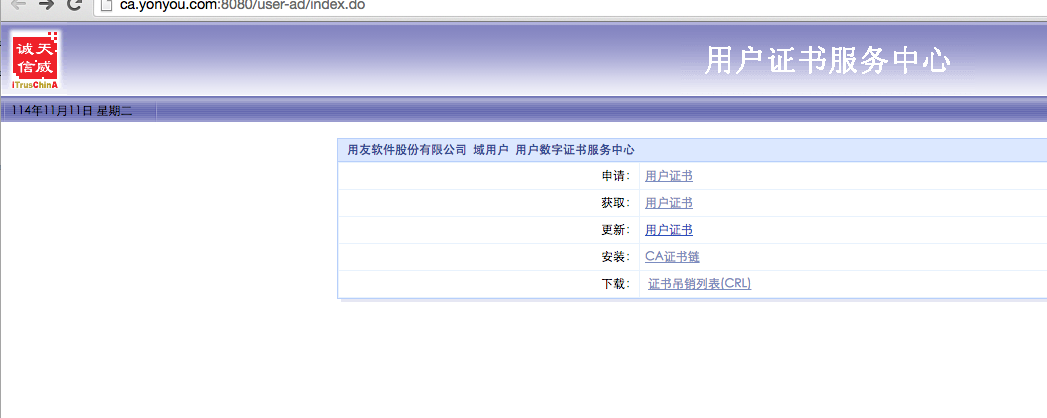 ca.yonyou.com:8080/user-ad/index.do
诚天
信威
iTrusChinA
用户证书服务中心
114年11月11日 星期二
用友软件股份有限公司 域用户 用户数字证书服务中心
申请: 用户证书
获取: 用户证书
更新: 用户证书
安装: CA证书链
下载: 证书吊销列表(CRL)